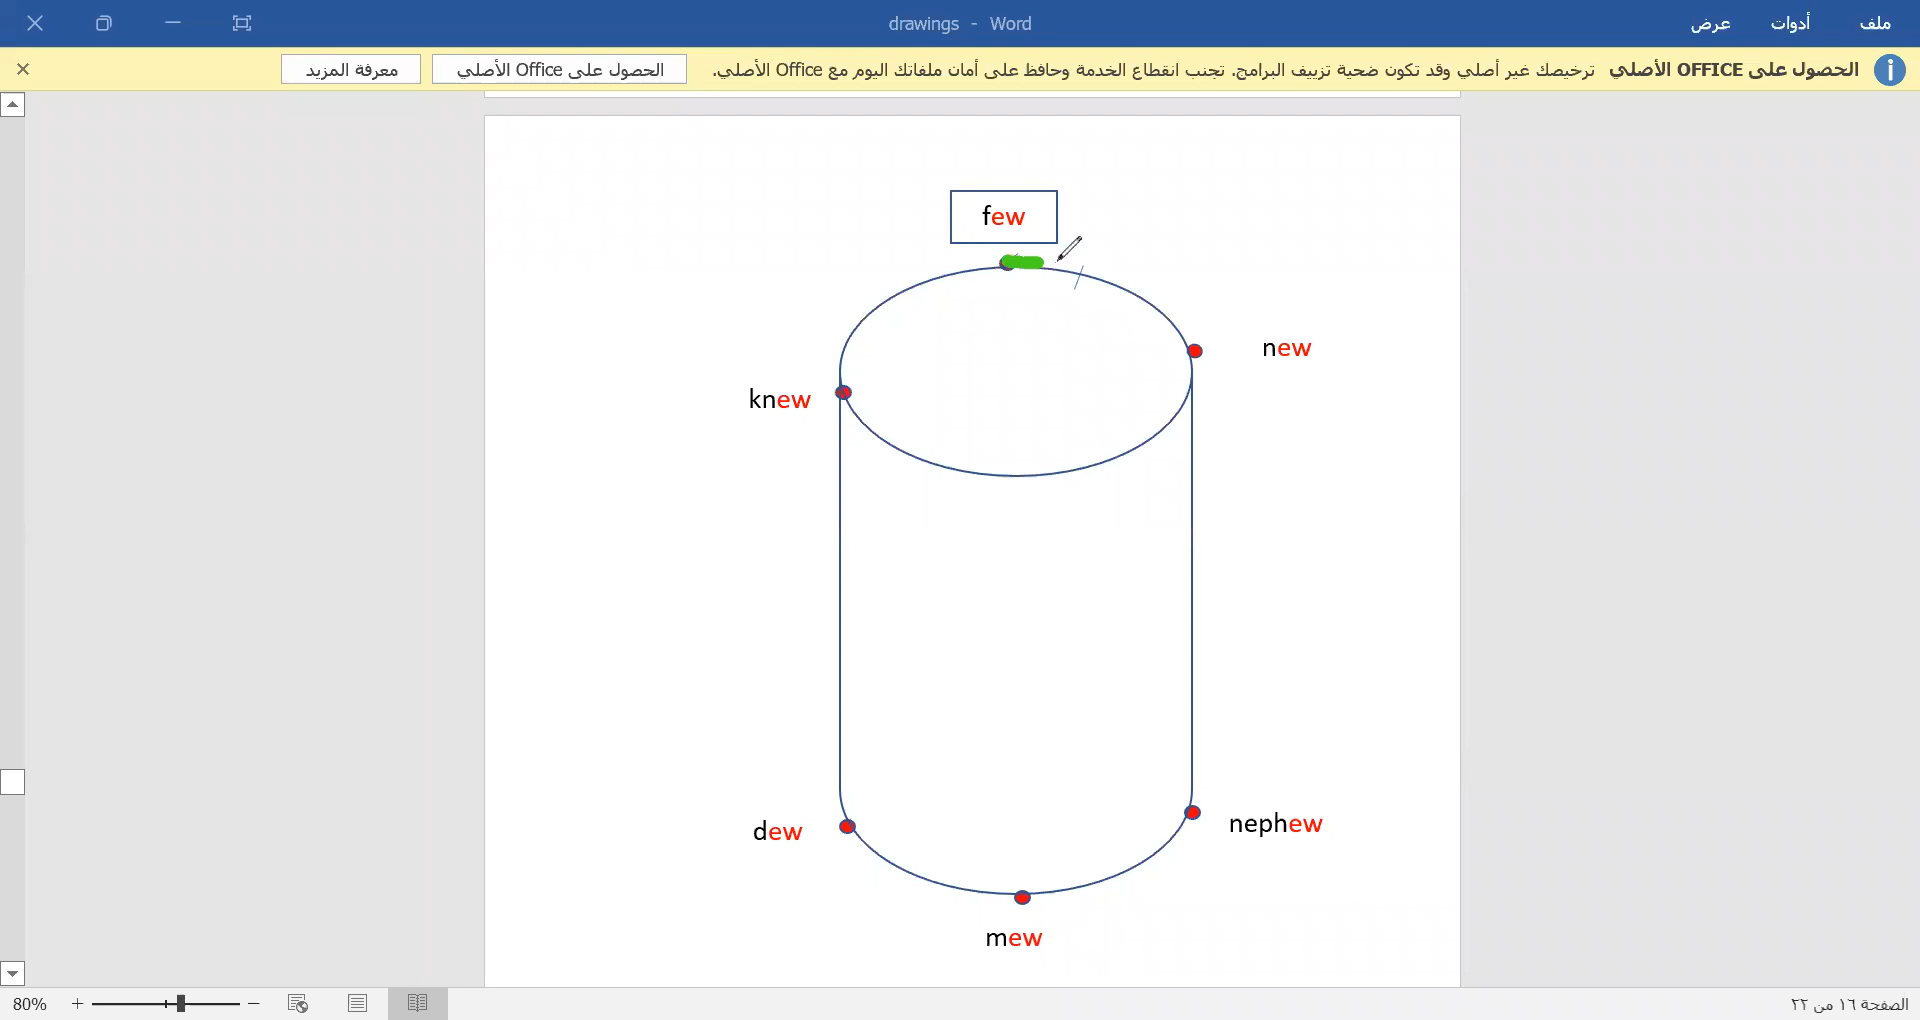 drawings - Word
ملف
أدوات
عرض
الحصول على OFFICE الأصلي ترخيصك غير أصلي وقد تكون ضحية تزييف البرامج. تجنب انقطاع الخدمة وحافظ على أمان ملفاتك اليوم مع Office الأصلي.
الحصول على Office الأصلي
معرفة المزيد
few
new
knew
nephew
dew
mew
80%
الصفحة ١٦ من ٢٢